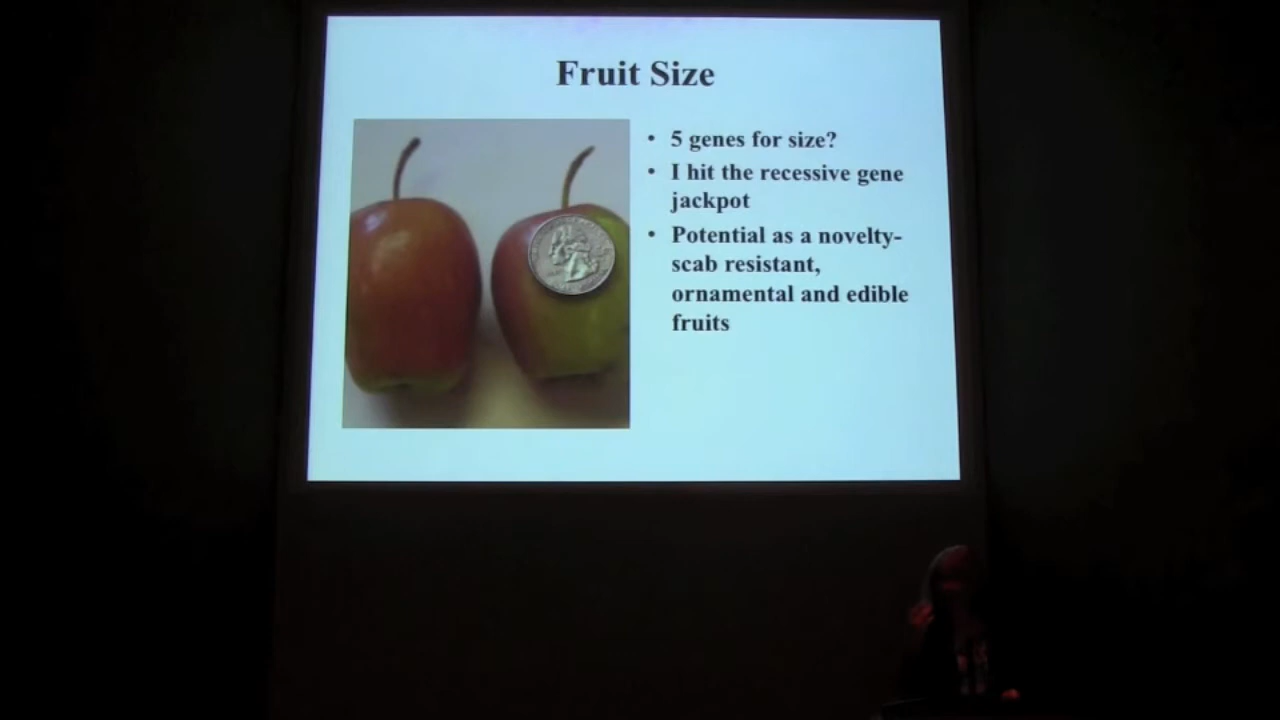 Fruit Size
• 5 genes for size?
• I hit the recessive gene
jackpot
• Potential as a novelty-
scab resistant,
ornamental and edible
fruits